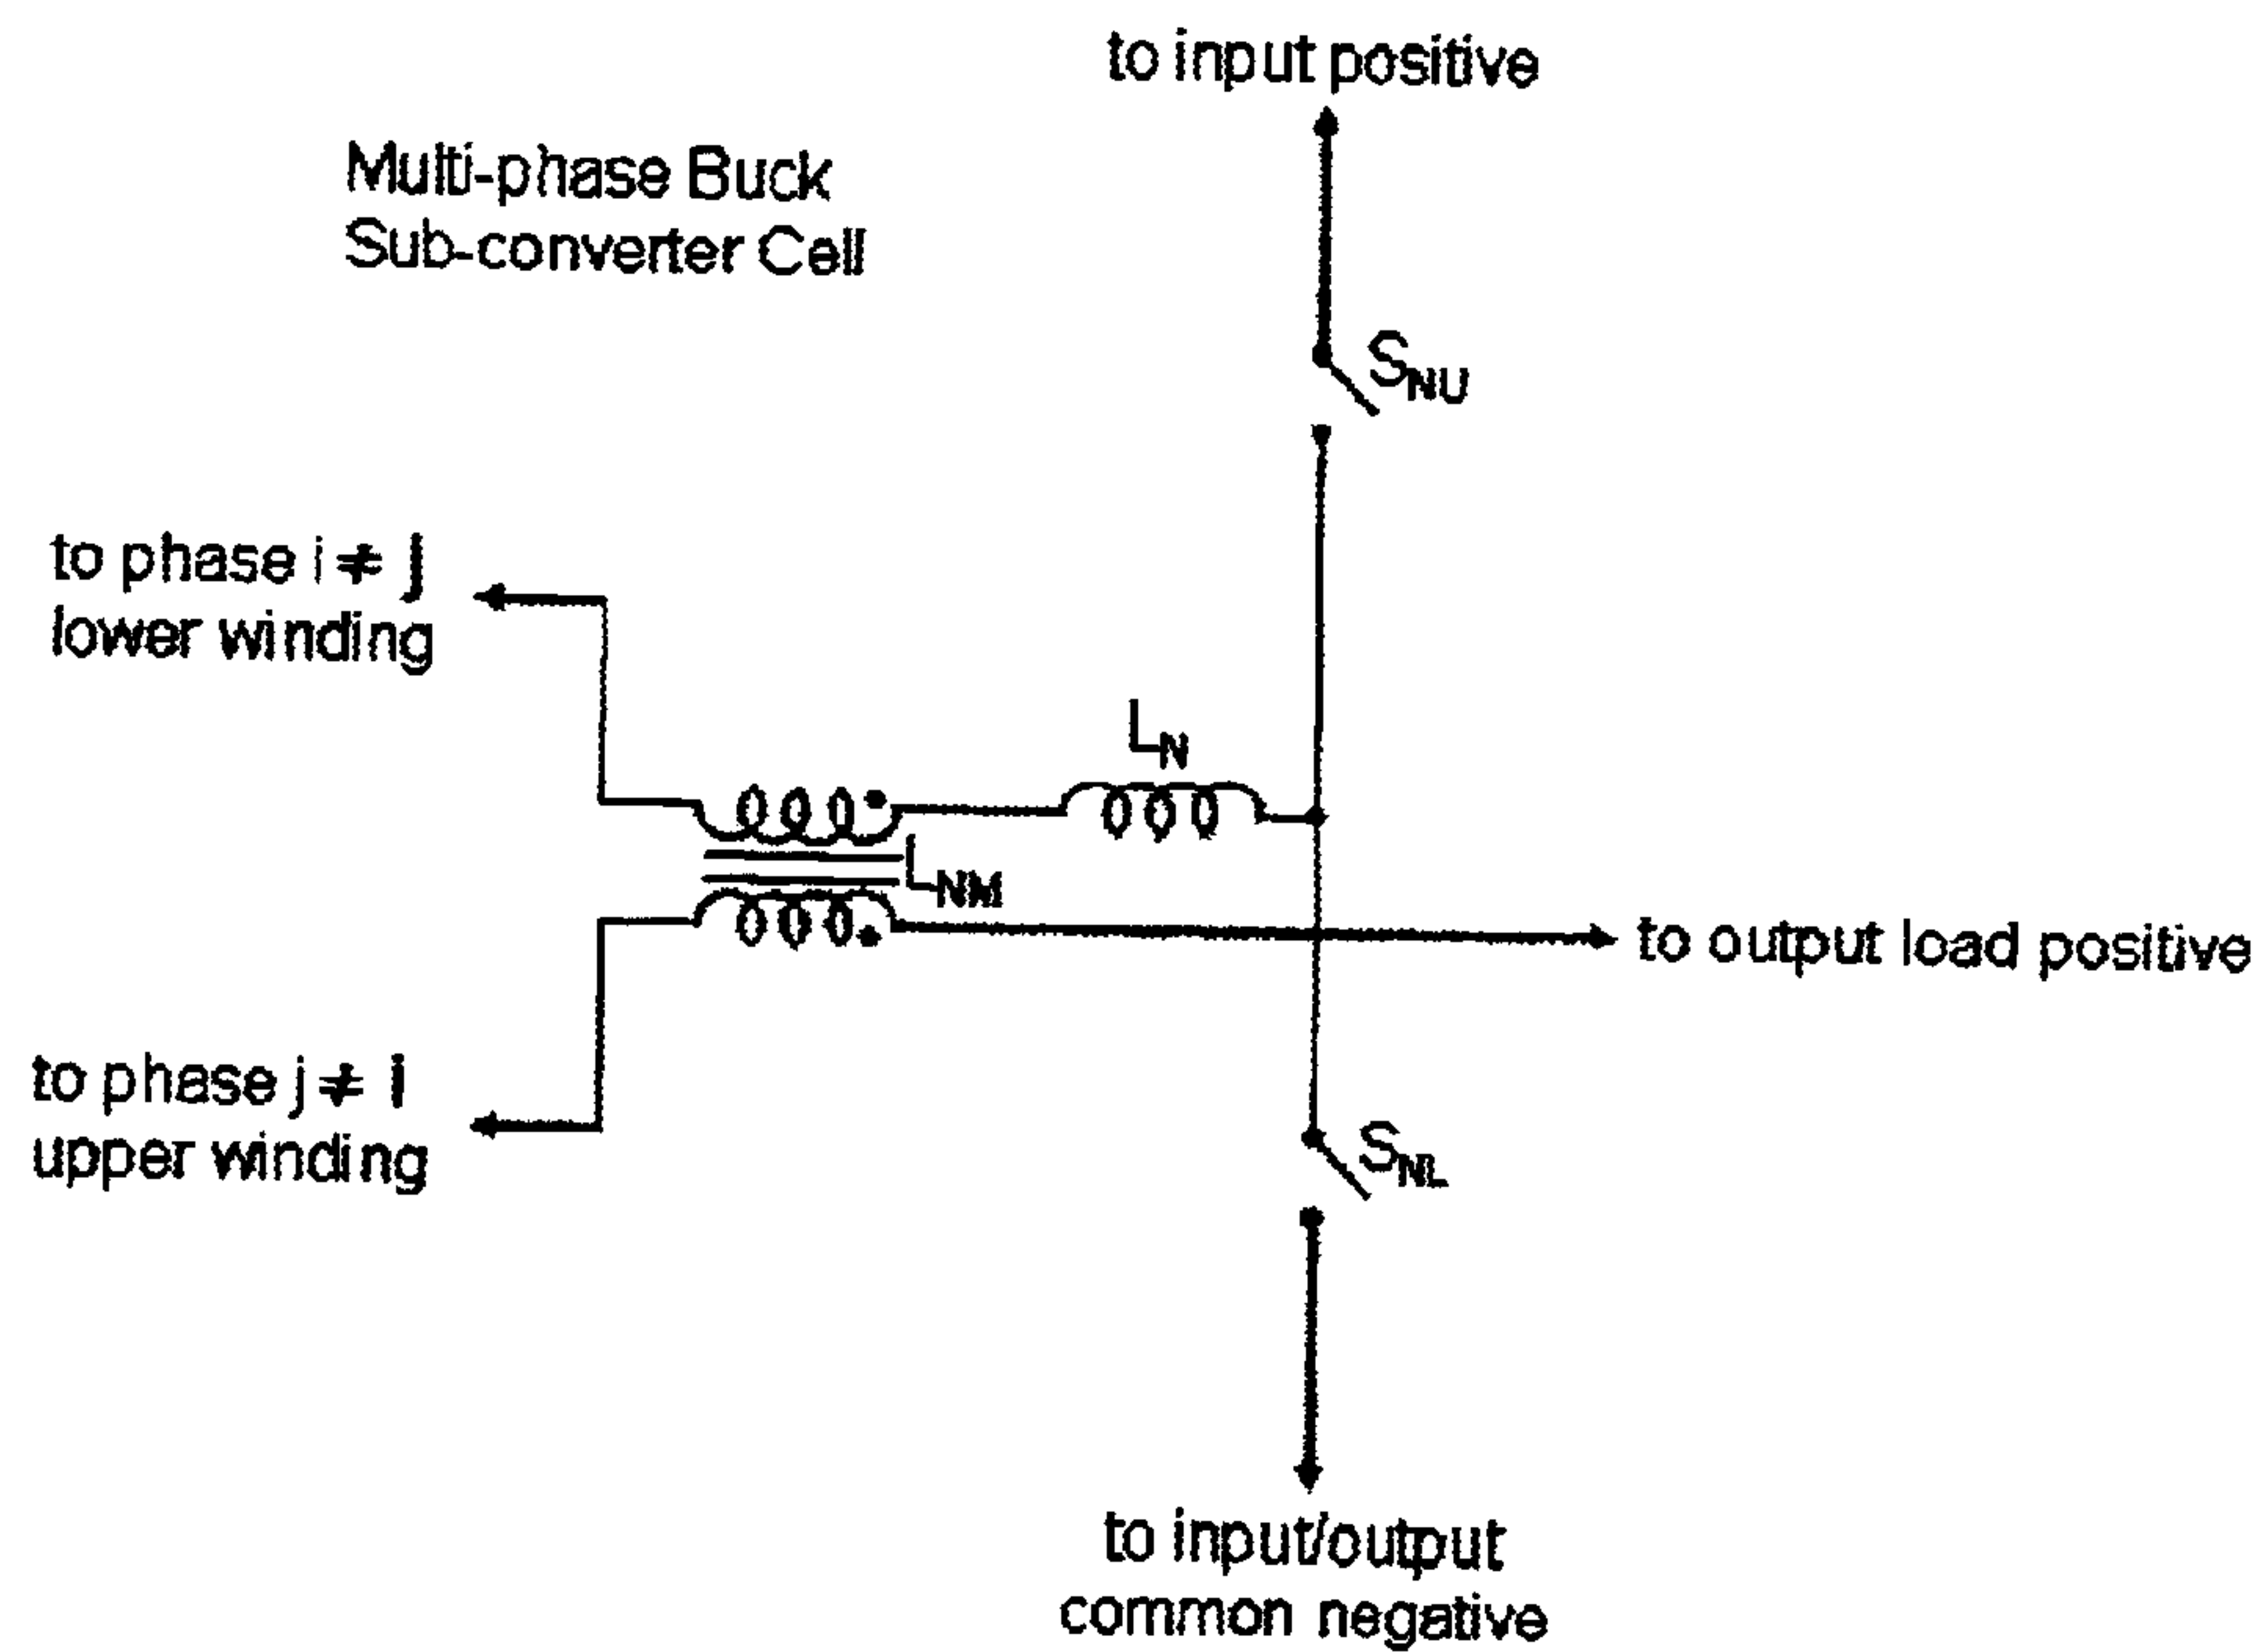 to input positive
Multi-phase Buck
Sub-converter Cell
S_NU
to phase i ≠ j
lower winding
L_N
L_NM
to output load positive
to phase j ≠ i
upper winding
S_NL
to input/output
common negative